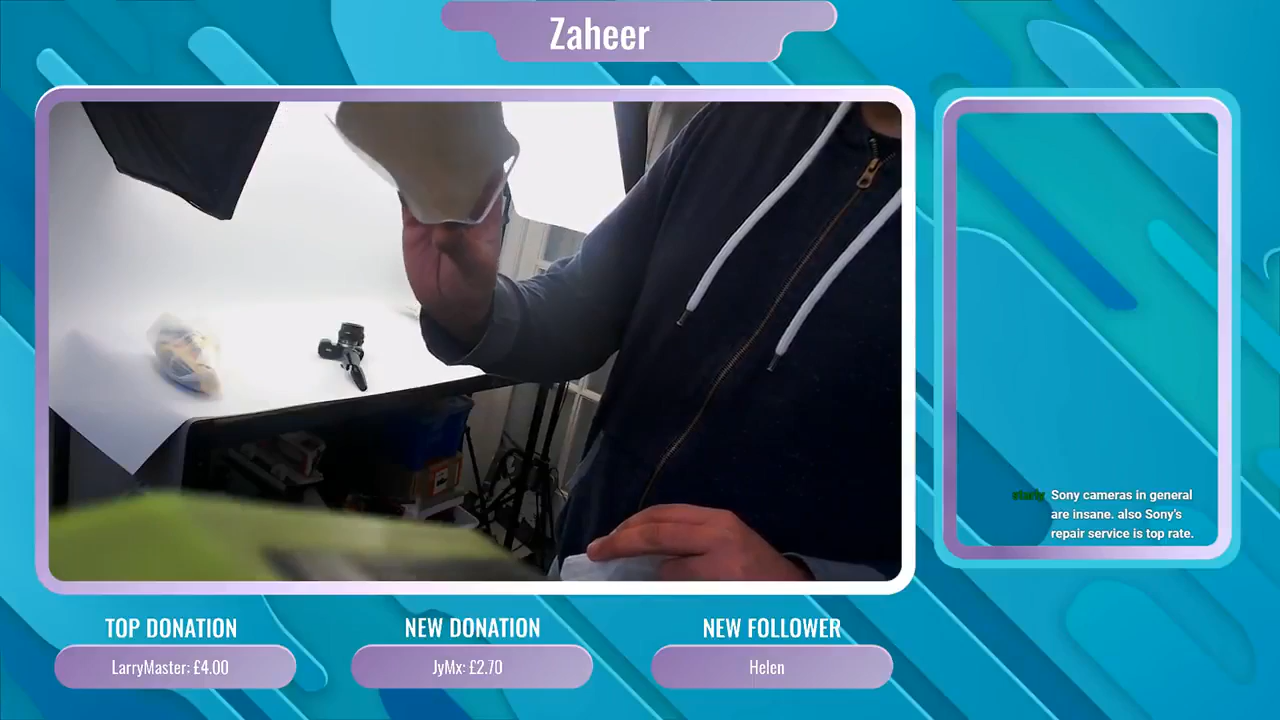 Zaheer
Sony cameras in general
are insane. also Sony's
repair service is top rate.
TOP DONATION
NEW DONATION
NEW FOLLOWER
LarryMaster: £4.00
JyMx: £2.70
Helen